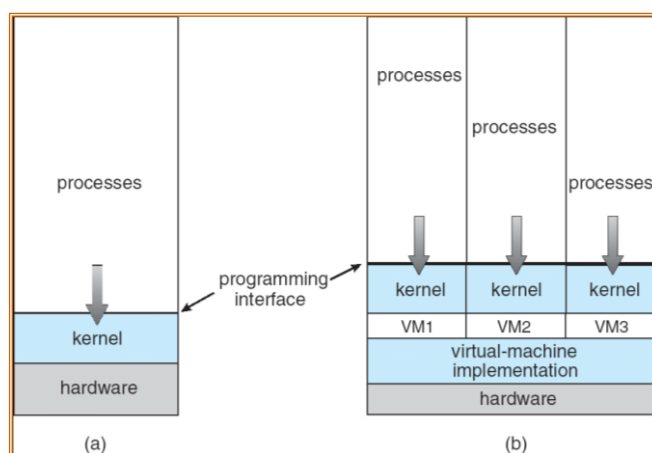 processes
kernel
hardware
(a)
programming
interface
processes
processes
processes
kernel kernel kernel
VM1 VM2 VM3
virtual-machine
implementation
hardware
(b)